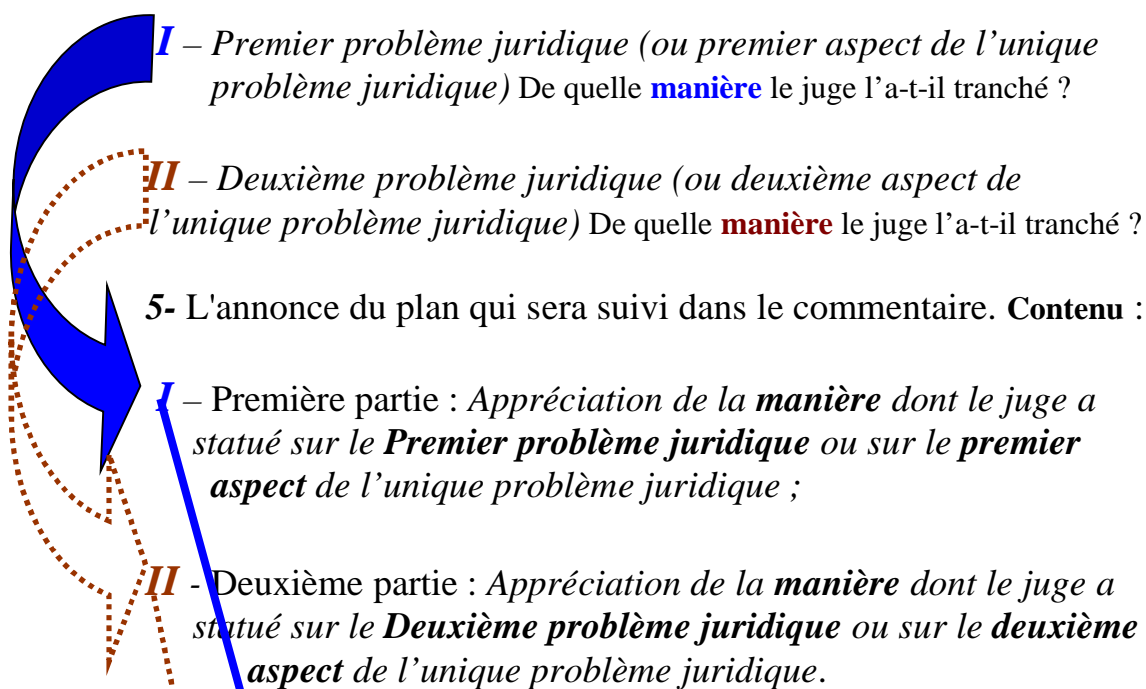 I – Premier problème juridique (ou premier aspect de l’unique
problème juridique) De quelle manière le juge l’a-t-il tranché ?
II – Deuxième problème juridique (ou deuxième aspect de
l’unique problème juridique) De quelle manière le juge l’a-t-il tranché ?
5- L'annonce du plan qui sera suivi dans le commentaire. Contenu :
I – Première partie : Appréciation de la manière dont le juge a
statué sur le Premier problème juridique ou sur le premier
aspect de l’unique problème juridique ;
II - Deuxième partie : Appréciation de la manière dont le juge a
statué sur le Deuxième problème juridique ou sur le deuxième
aspect de l’unique problème juridique.